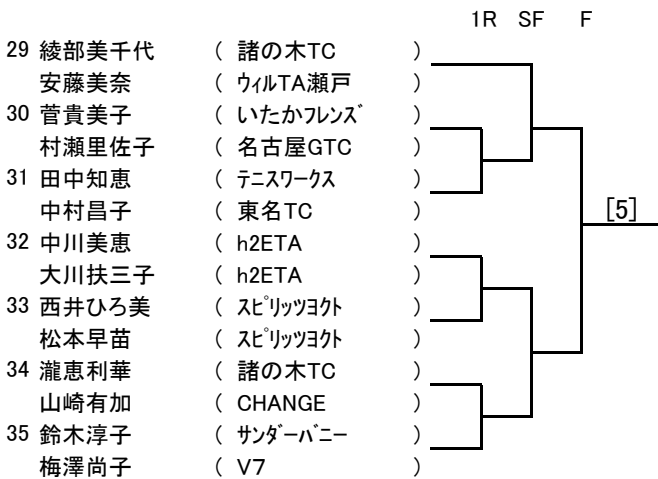 1R SF F
29 綾部美千代 ( 諸の木TC )
安藤美奈 ( ウィルTA瀬戸 )
30 菅貴美子 ( いたかフレンズ )
村瀬里佐子 ( 名古屋GTC )
31 田中知恵 ( テニスワークス )
中村昌子 ( 東名TC )
[5]
32 中川美恵 ( h2ETA )
大川扶三子 ( h2ETA )
33 西井ひろ美 ( スピリッツヨクト )
松本早苗 ( スピリッツヨクト )
34 瀧恵利華 ( 諸の木TC )
山崎有加 ( CHANGE )
35 鈴木淳子 ( サンダーバニー )
梅澤尚子 ( V7 )